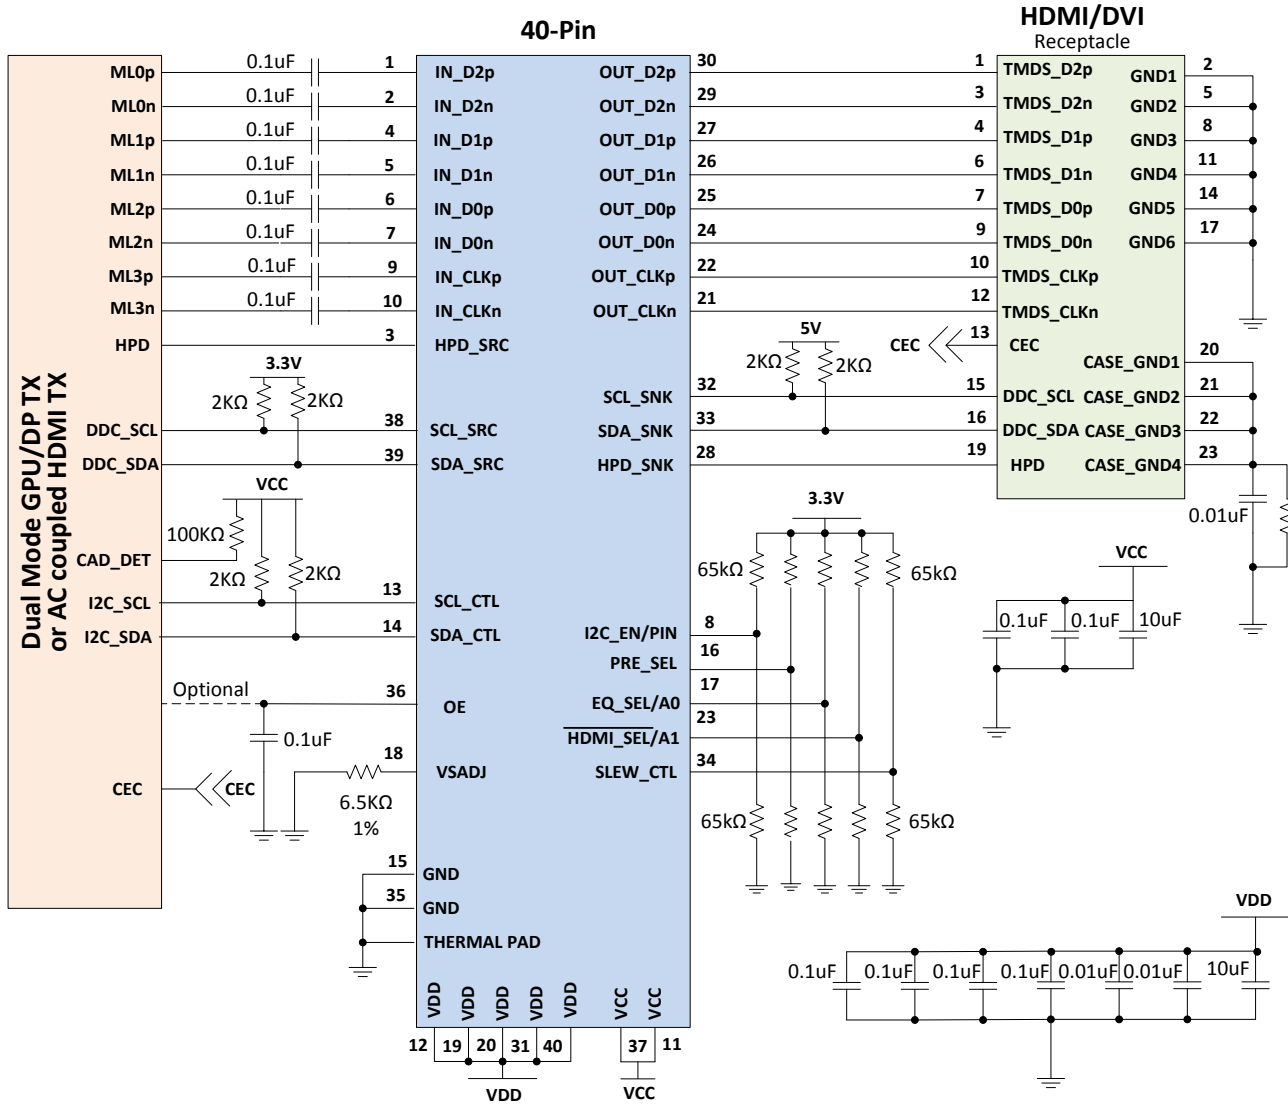 40-Pin
HDMI/DVI
Receptacle
Dual Mode GPU/DP TX
or AC coupled HDMI TX
ML0p 0.1uF 1 IN_D2p OUT_D2p 30 1 TMDS_D2p GND1 2
ML0n 0.1uF 2 IN_D2n OUT_D2n 29 3 TMDS_D2n GND2 5
ML1p 0.1uF 4 IN_D1p OUT_D1p 27 4 TMDS_D1p GND3 8
ML1n 0.1uF 5 IN_D1n OUT_D1n 26 6 TMDS_D1n GND4 11
ML2p 0.1uF 6 IN_D0p OUT_D0p 25 7 TMDS_D0p GND5 14
ML2n 0.1uF 7 IN_D0n OUT_D0n 24 9 TMDS_D0n GND6 17
ML3p 0.1uF 9 IN_CLKp OUT_CLKp 22 10 TMDS_CLKp
ML3n 0.1uF 10 IN_CLKn OUT_CLKn 21 12 TMDS_CLKn
HPD 3 HPD_SRC 5V CEC 13 CEC
3.3V 2KΩ 2KΩ CASE_GND1 20
2KΩ 2KΩ SCL_SNK 32 15 DDC_SCL CASE_GND2 21
DDC_SCL 38 SCL_SRC SDA_SNK 33 16 DDC_SDA CASE_GND3 22
DDC_SDA 39 SDA_SRC HPD_SNK 28 19 HPD CASE_GND4 23
VCC 3.3V 0.01uF
100KΩ
CAD_DET 2KΩ 2KΩ 65kΩ 65kΩ VCC
I2C_SCL 13 SCL_CTL
I2C_SDA 14 SDA_CTL I2C_EN/PIN 8 0.1uF 0.1uF 10uF
PRE_SEL 16
Optional 36 OE EQ_SEL/A0 17
0.1uF HDMI_SEL/A1 23
18 VSADJ SLEW_CTL 34
CEC CEC 6.5KΩ
1% 65kΩ 65kΩ
15 GND
35 GND
THERMAL PAD
VDD
0.1uF 0.1uF 0.1uF 0.1uF 0.01uF 0.01uF 10uF
VDD VDD VDD VDD VDD VCC VCC
12 19 20 31 40 37 11
VDD VCC